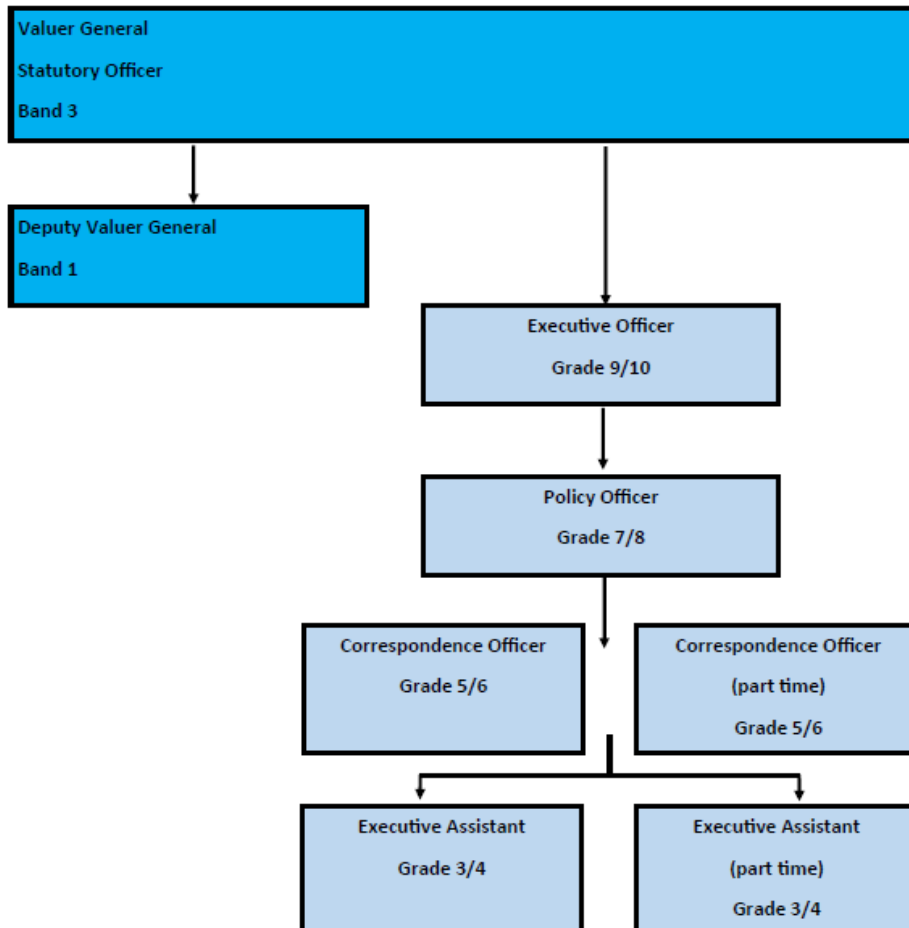 Valuer General
Statutory Officer
Band 3
Deputy Valuer General
Band 1
Executive Officer
Grade 9/10
Policy Officer
Grade 7/8
Correspondence Officer
Grade 5/6
Correspondence Officer
(part time)
Grade 5/6
Executive Assistant
Grade 3/4
Executive Assistant
(part time)
Grade 3/4